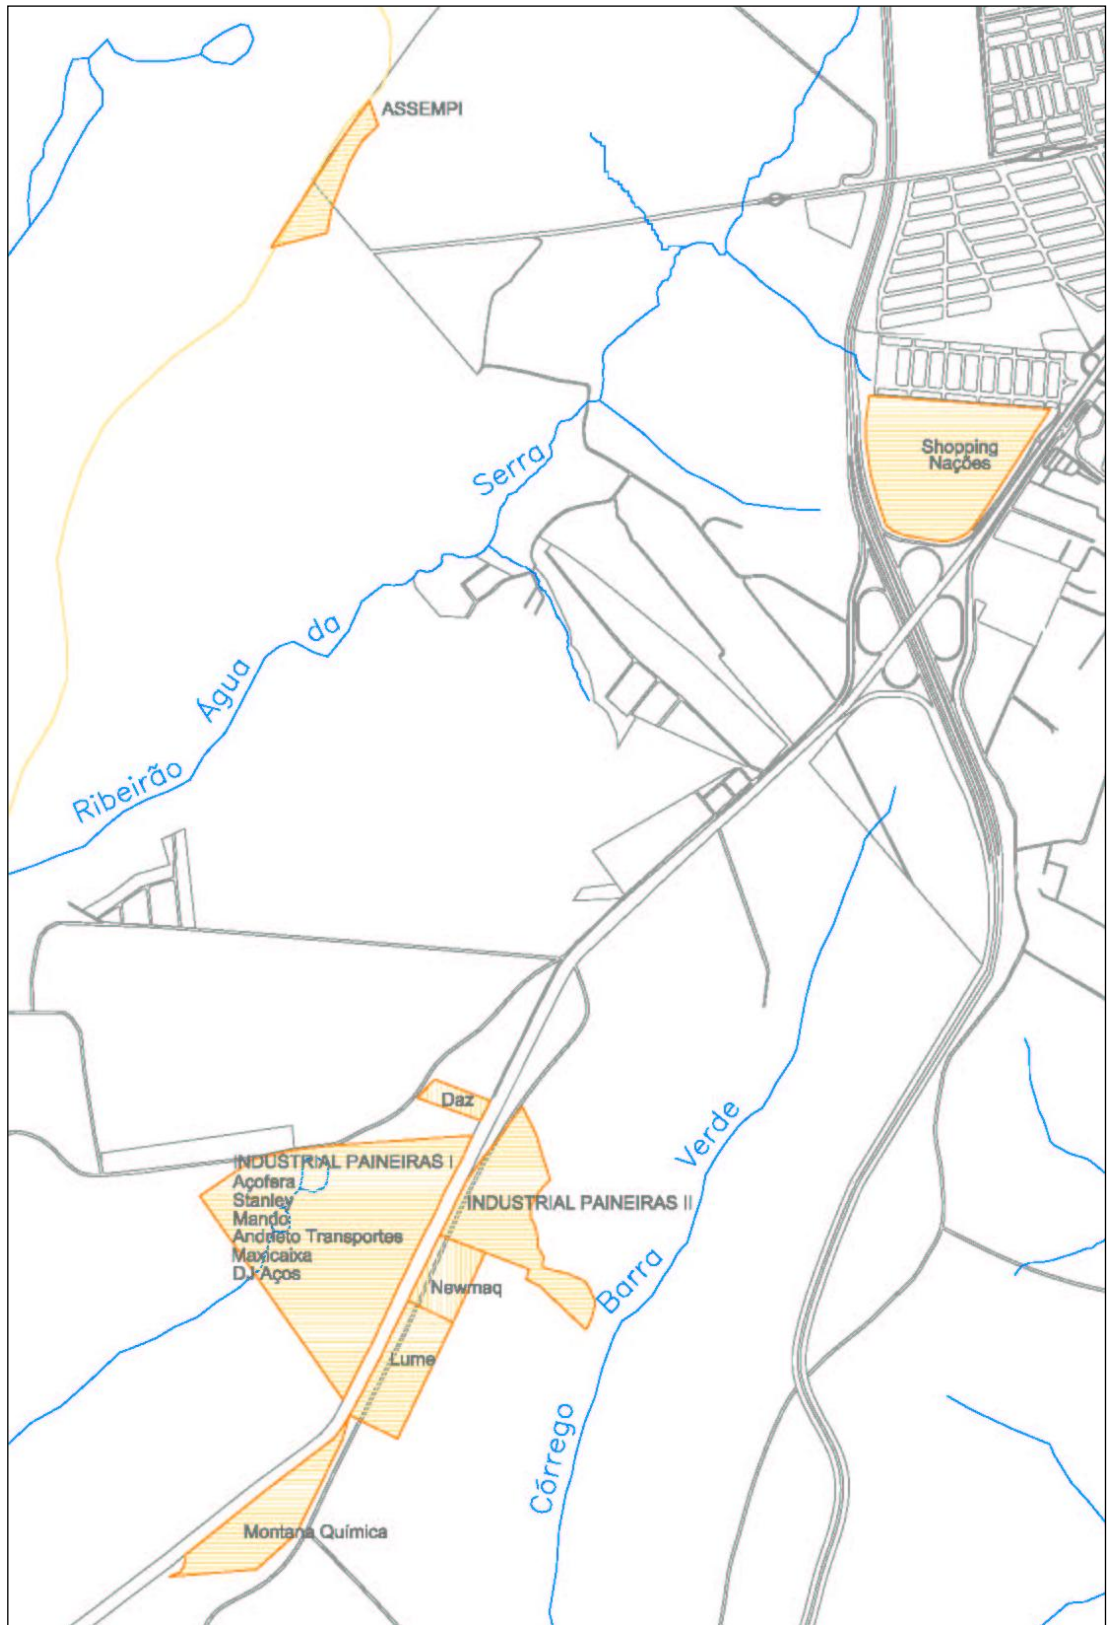 ASSEMPI
Shopping
Nações
Serra
da
Água
Ribeirão
Daz
Verde
INDUSTRIAL PAINEIRAS I
Açofera
Stanley
Mando
Andrieto Transportes
Maxicaixa
DJ Aços
INDUSTRIAL PAINEIRAS II
Newmaq
Barra
Lume
Córrego
Montana Química